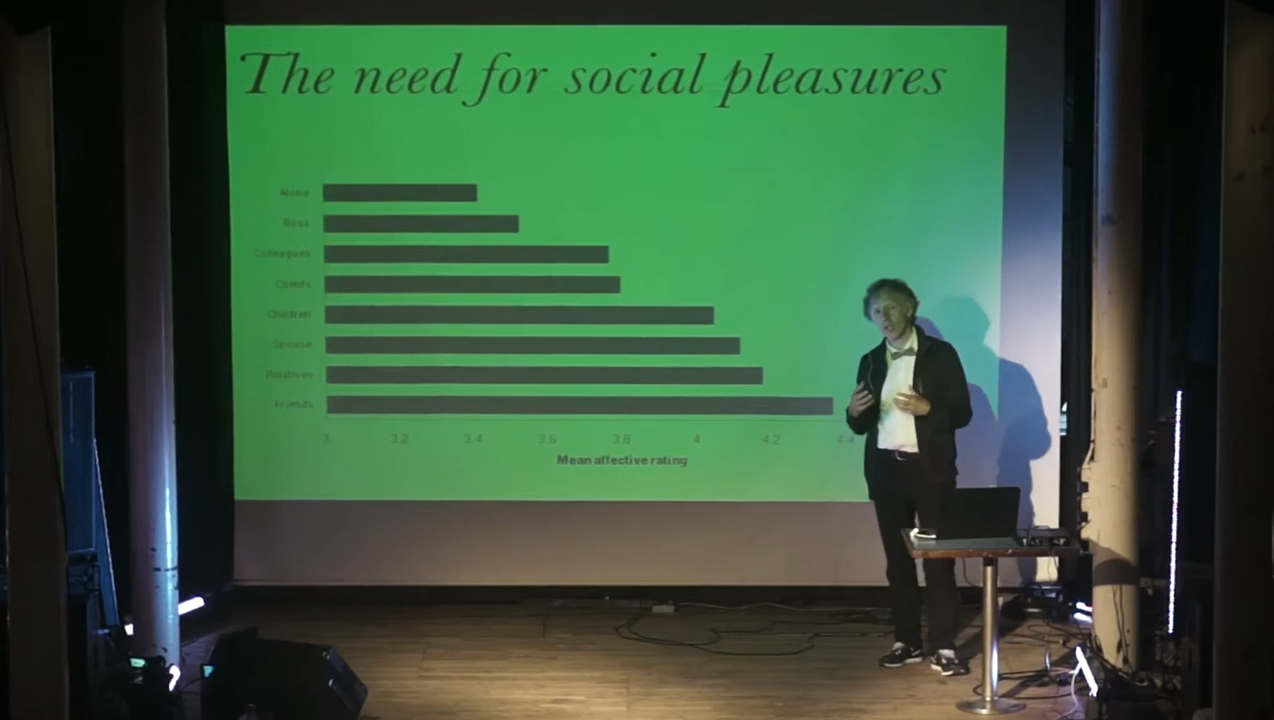 The need for social pleasures
Alone
Boss
Colleagues
Clients
Children
Spouse
Relatives
Friends
3 3.2 3.4 3.6 3.8 4 4.2 4.4
Mean affective rating